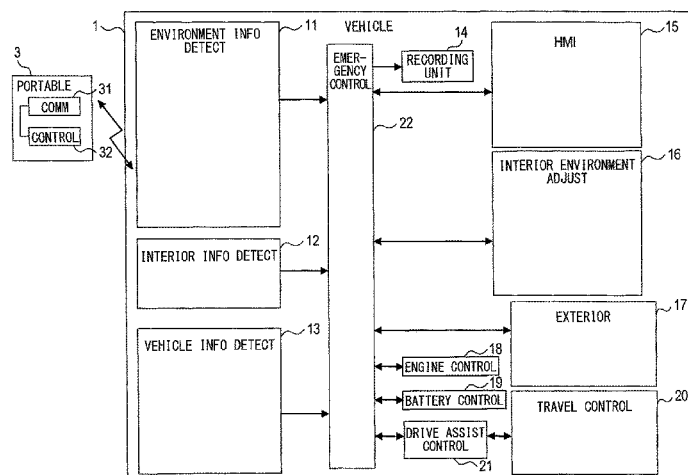 1
ENVIRONMENT INFO
DETECT
11
VEHICLE
14
15
HMI
EMER-
GENCY
CONTROL
RECORDING
UNIT
3
PORTABLE
31
COMM
CONTROL
32
22
16
INTERIOR ENVIRONMENT
ADJUST
12
INTERIOR INFO DETECT
13
VEHICLE INFO DETECT
17
EXTERIOR
18
ENGINE CONTROL
19
BATTERY CONTROL
20
TRAVEL CONTROL
DRIVE ASSIST
CONTROL
21